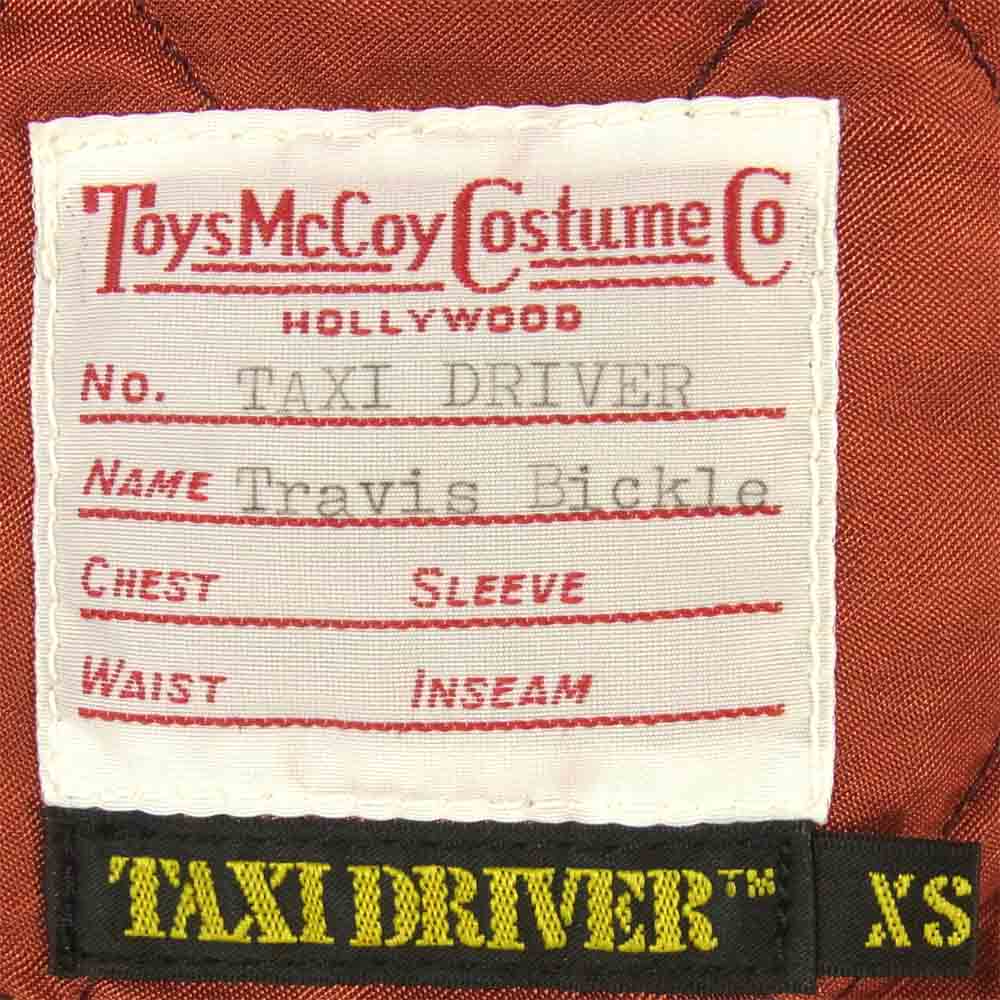 ToysMcCoy Costume Co
HOLLYWOOD
No. TAXI DRIVER
NAME Travis Bickle
CHEST SLEEVE
WAIST INSEAM
TAXI DRIVER™ XS